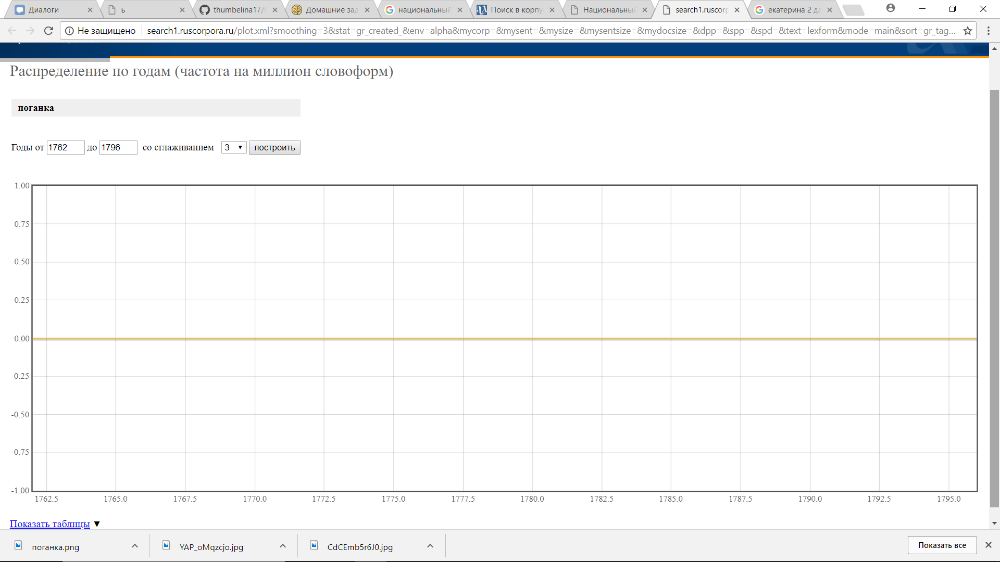 Диалоги
ь
thumbelina17/
Домашние зад
национальный
Поиск в корпу
Национальный
search1.ruscorp
екатерина 2 да
Не защищено
search1.ruscorpora.ru/plot.xml?smoothing=3&stat=gr_created_&env=alpha&mycorp=&mysent=&mysize=&mysentsize=&mydocsize=&dpp=&spp=&spd=&text=lexform&mode=main&sort=gr_tag...
Распределение по годам (частота на миллион словоформ)
поганка
Годы от 1762 до 1796 со сглаживанием 3 построить
1.00
0.75
0.50
0.25
0.00
-0.25
-0.50
-0.75
-1.00
1762.5 1765.0 1767.5 1770.0 1772.5 1775.0 1777.5 1780.0 1782.5 1785.0 1787.5 1790.0 1792.5 1795.0
Показать таблицы ▼
поганка.png
YAP_oMqzcjo.jpg
CdCEmb5r6J0.jpg
Показать все